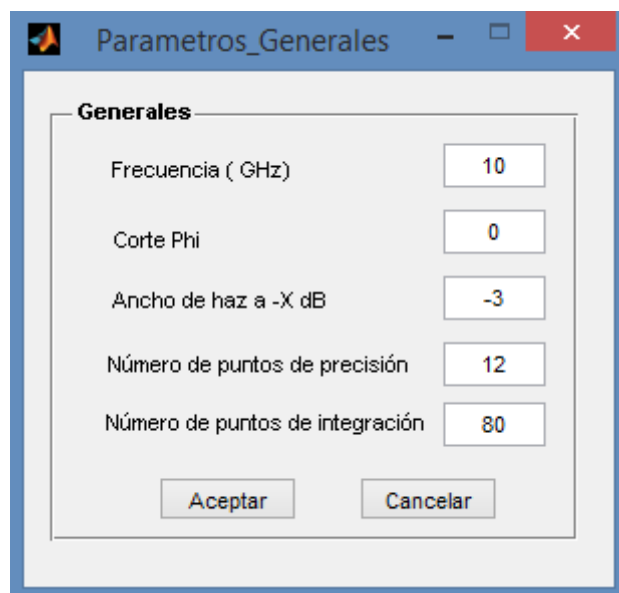 Parametros_Generales
Generales
Frecuencia ( GHz) 10
Corte Phi 0
Ancho de haz a -X dB -3
Número de puntos de precisión 12
Número de puntos de integración 80
Aceptar Cancelar